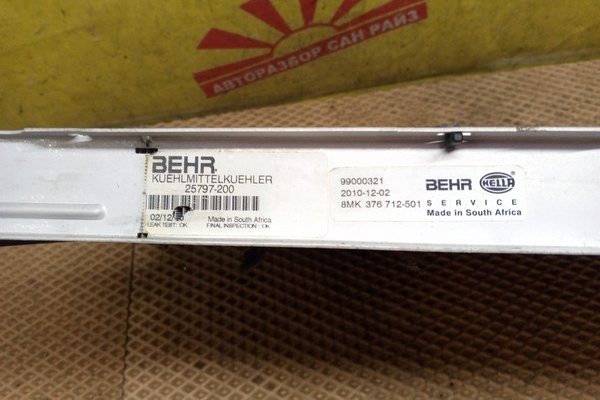 АВТОРАЗБОР САН РАЙЗ
BEHR
KUEHLMITTELKUEHLER
25797-200
Made in South Africa
LEAK TEST: OK
FINAL INSPECTION: OK
99000321
2010-12-02
8MK 376 712-501
BEHR HELLA
SERVICE
Made in South Africa